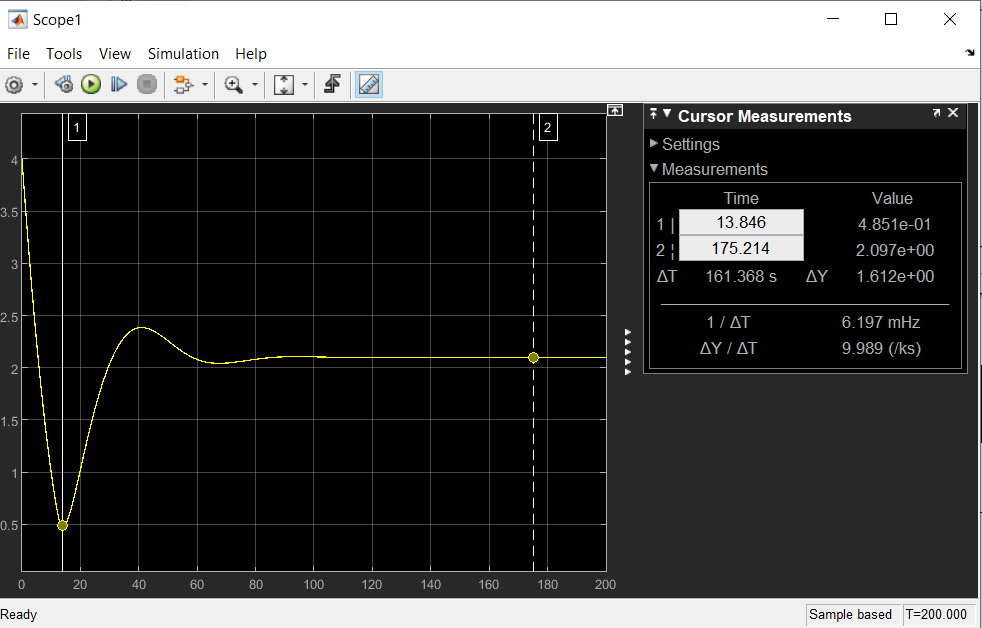 Scope1
File Tools View Simulation Help
1
2
4
3.5
3
2.5
2
1.5
1
0.5
0 20 40 60 80 100 120 140 160 180 200
Cursor Measurements
Settings
Measurements
Time Value
1 | 13.846 4.851e-01
2 ¦ 175.214 2.097e+00
ΔT 161.368 s ΔY 1.612e+00
1 / ΔT 6.197 mHz
ΔY / ΔT 9.989 (/ks)
Ready Sample based T=200.000